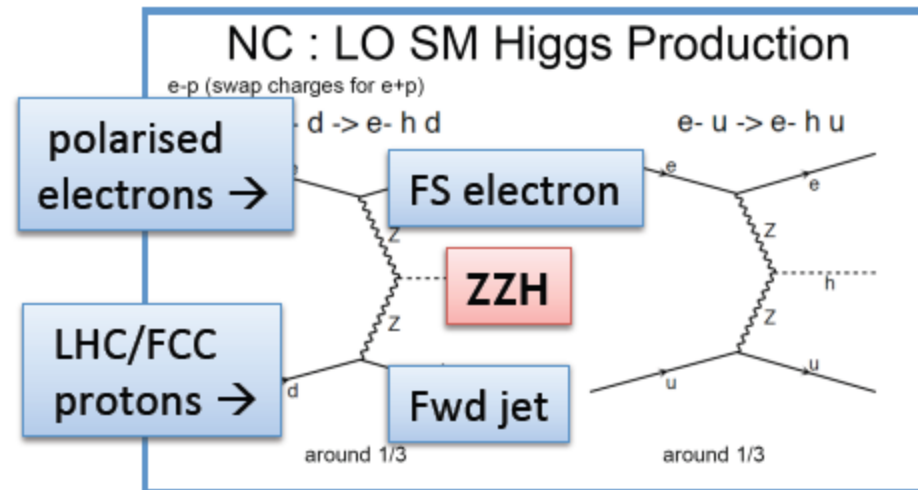 NC : LO SM Higgs Production
e-p (swap charges for e+p)
- d -> e- h d
e- u -> e- h u
polarised
electrons →
FS electron
e
e
Z
Z
ZZH
h
Z
Z
LHC/FCC
protons →
d
Fwd jet
u
u
around 1/3
around 1/3